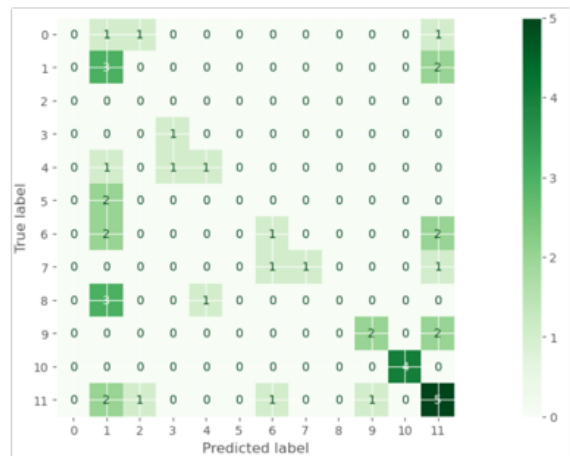 0 0 1 1 0 0 0 0 0 0 0 0 1 5
1 0 3 0 0 0 0 0 0 0 0 0 2
2 0 0 0 0 0 0 0 0 0 0 0 0 4
3 0 0 0 1 0 0 0 0 0 0 0 0
4 0 1 0 1 1 0 0 0 0 0 0 0
5 0 2 0 0 0 0 0 0 0 0 0 0 3
True label
6 0 2 0 0 0 0 1 0 0 0 0 2
7 0 0 0 0 0 0 1 1 0 0 0 1 2
8 0 3 0 0 1 0 0 0 0 0 0 0
9 0 0 0 0 0 0 0 0 0 2 0 2 1
10 0 0 0 0 0 0 0 0 0 0 4 0
11 0 2 1 0 0 0 1 0 0 1 0 5 0
0 1 2 3 4 5 6 7 8 9 10 11
Predicted label